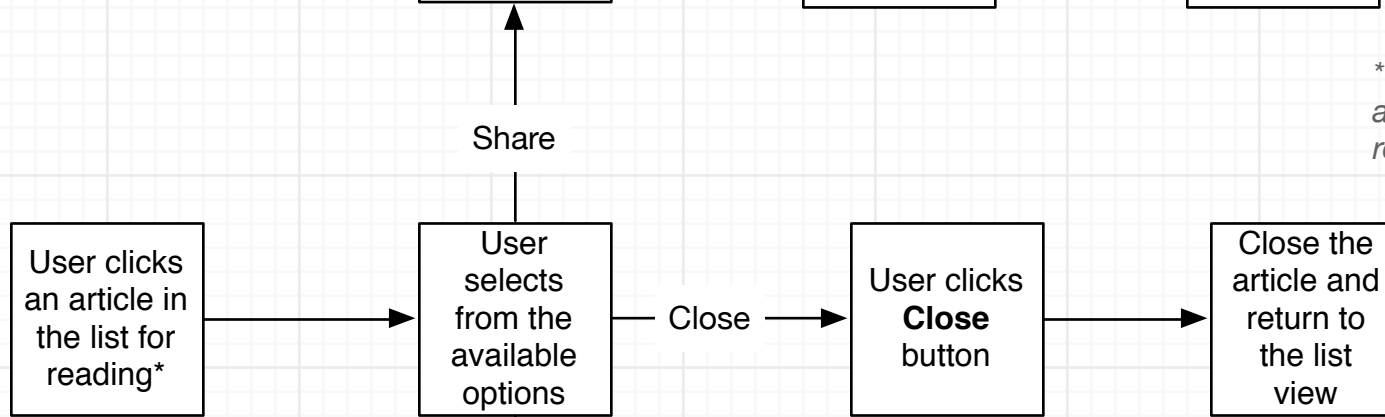 Share
User clicks
an article in
the list for
reading*
User
selects
from the
available
options
Close
User clicks
Close
button
Close the
article and
return to
the list
view
*